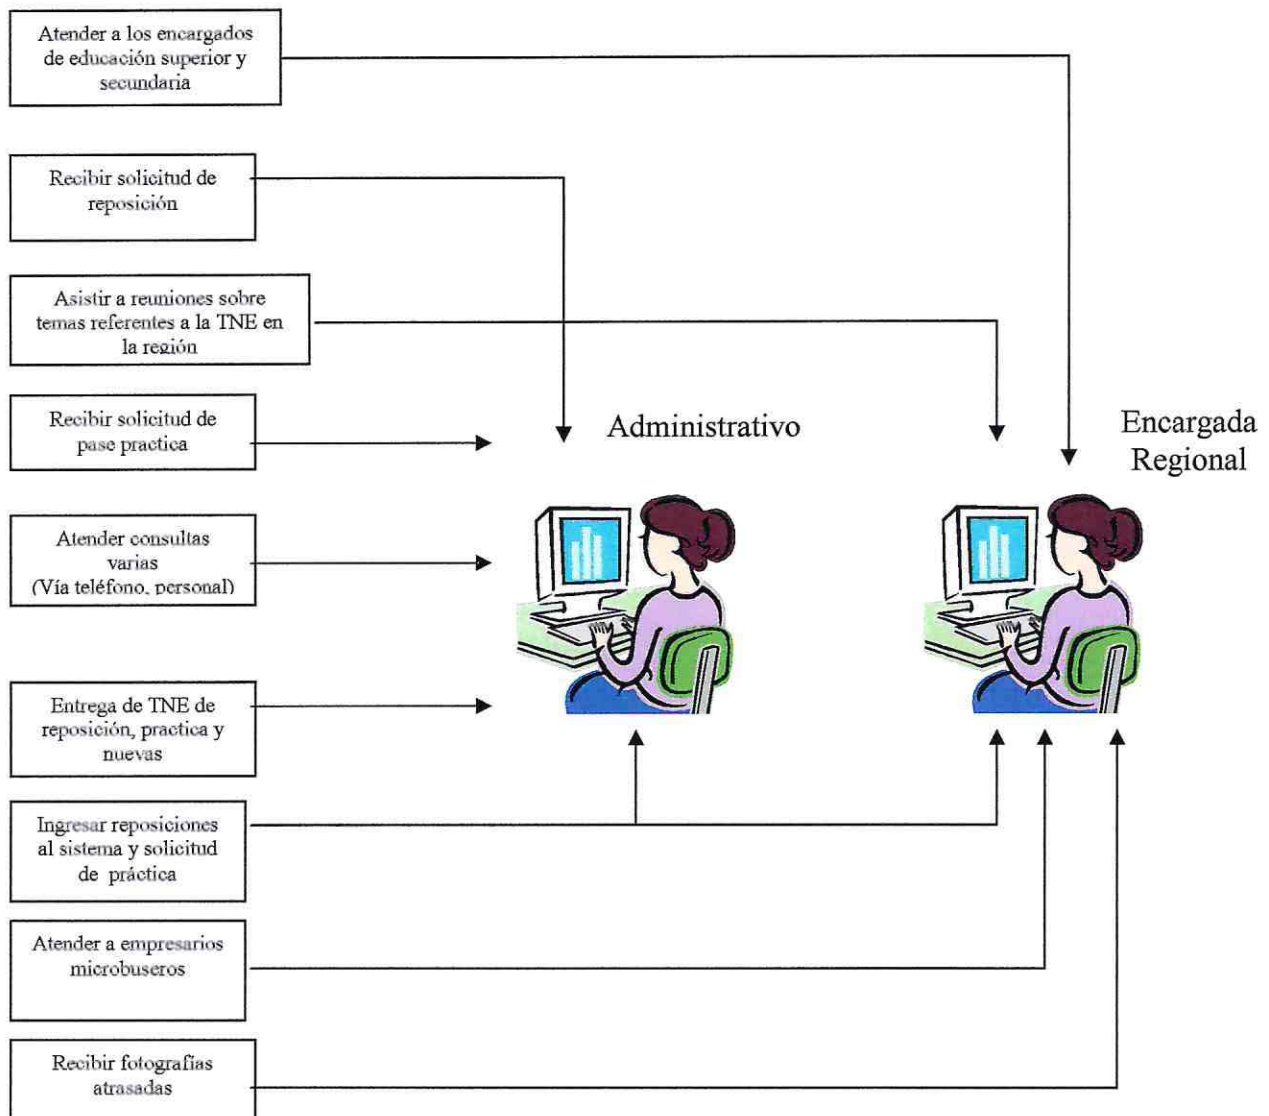 Atender a los encargados
de educación superior y
secundaria
Recibir solicitud de
reposición
Asistir a reuniones sobre
temas referentes a la TNE en
la región
Recibir solicitud de
pase practica
Atender consultas
varias
(Vía teléfono, personal)
Entrega de TNE de
reposición, practica y
nuevas
Ingresar reposiciones
al sistema y solicitud
de práctica
Atender a empresarios
microbuseros
Recibir fotografías
atrasadas
Administrativo
Encargada
Regional